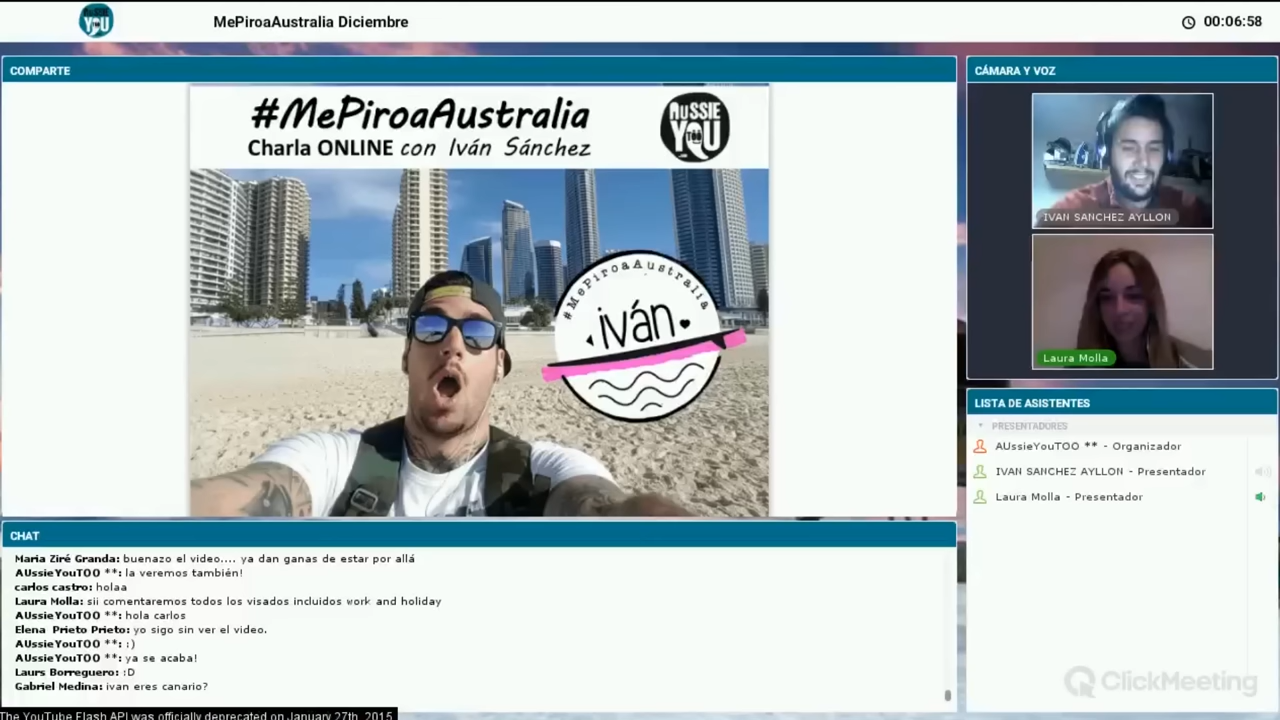 AUSSIE
YOU
TOO
MePiroaAustralia Diciembre
00:06:58
COMPARTE
#MePiroaAustralia
Charla ONLINE con Iván Sánchez
AUSSIE
YOU
TOO
#MePiroaAustralia
iván
CÁMARA Y VOZ
IVAN SANCHEZ AYLLON
Laura Molla
LISTA DE ASISTENTES
PRESENTADORES
AUssieYouTOO ** - Organizador
IVAN SANCHEZ AYLLON - Presentador
Laura Molla - Presentador
CHAT
Maria Ziré Granda: buenazo el video.... ya dan ganas de estar por allá
AUssieYouTOO **: la veremos también!
carlos castro: holaa
Laura Molla: sii comentaremos todos los visados incluidos work and holiday
AUssieYouTOO **: hola carlos
Elena Prieto Prieto: yo sigo sin ver el video.
AUssieYouTOO **: :)
AUssieYouTOO **: ya se acaba!
Laurs Borreguero: :D
Gabriel Medina: ivan eres canario?
ClickMeeting
The YouTube Flash API was officially deprecated on January 27th, 2015